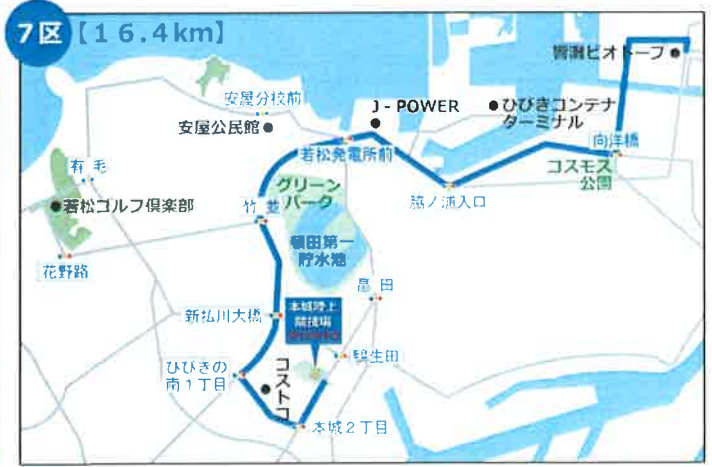 7区【16.4km】
響灘ビオトープ
安屋分校前
J-POWER
ひびきコンテナ
ターミナル
安屋公民館
向洋橋
若松発電所前
コスモス
公園
有毛
グリーン
パーク
若松ゴルフ倶楽部
竹並
脇ノ浦入口
頓田第一
貯水池
花野路
本城陸上
競技場
新払川大橋
鴨生田
ひびきの
南1丁目
コストコ
本城2丁目